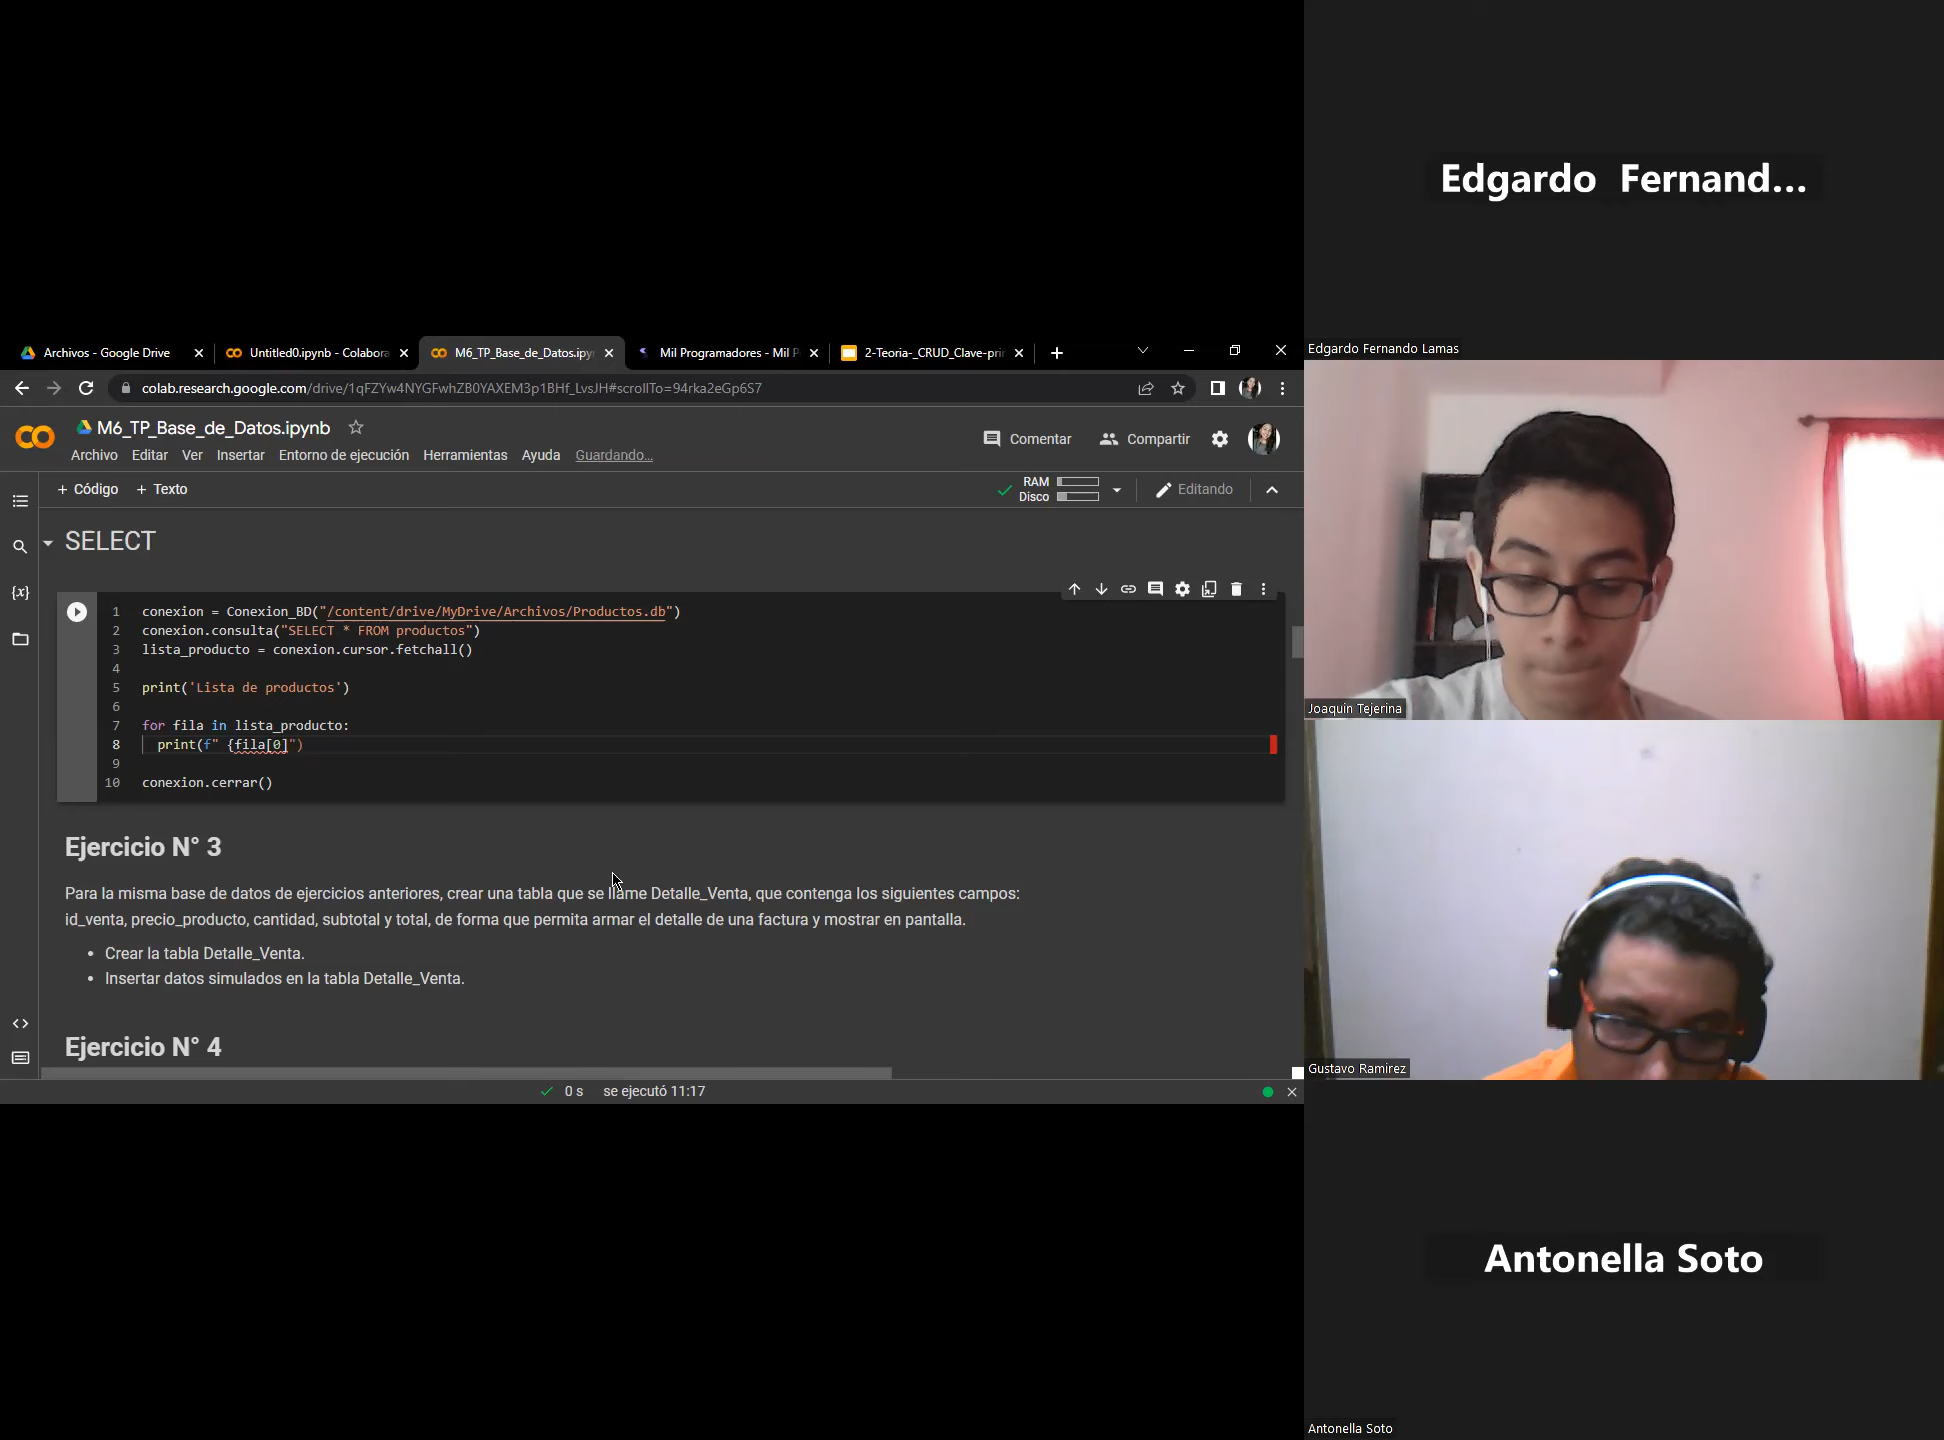 Archivos - Google Drive
Untitled0.ipynb - Colabora
M6_TP_Base_de_Datos.ipy
Mil Programadores - Mil P
2-Teoria-_CRUD_Clave-pri
colab.research.google.com/drive/1qFZYw4NYGFwhZB0YAXEM3p1BHf_LvsJH#scrollTo=94rka2eGp6S7
M6_TP_Base_de_Datos.ipynb
Archivo Editar Ver Insertar Entorno de ejecución Herramientas Ayuda Guardando...
Comentar
Compartir
+ Código + Texto
RAM
Disco
Editando
SELECT
1 conexion = Conexion_BD("/content/drive/MyDrive/Archivos/Productos.db")
2 conexion.consulta("SELECT * FROM productos")
3 lista_producto = conexion.cursor.fetchall()
4
5 print('Lista de productos')
6
7 for fila in lista_producto:
8 print(f" {fila[0]")
9
10 conexion.cerrar()
Ejercicio N° 3
Para la misma base de datos de ejercicios anteriores, crear una tabla que se llame Detalle_Venta, que contenga los siguientes campos:
id_venta, precio_producto, cantidad, subtotal y total, de forma que permita armar el detalle de una factura y mostrar en pantalla.
• Crear la tabla Detalle_Venta.
• Insertar datos simulados en la tabla Detalle_Venta.
Ejercicio N° 4
0 s se ejecutó 11:17
Edgardo Fernand...
Edgardo Fernando Lamas
Joaquin Tejerina
Gustavo Ramirez
Antonella Soto
Antonella Soto